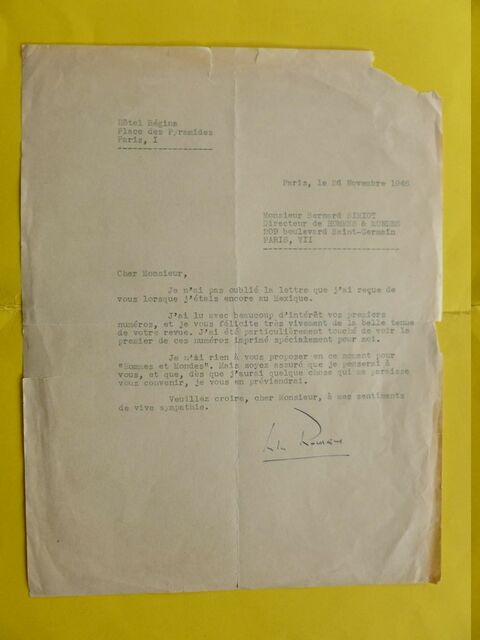 Hôtel Régina
Place des Pyramides
Paris, I
Paris, le 26 Novembre 1946
Monsieur Bernard SIMIOT
Directeur de HOMMES & MONDES
209 boulevard Saint-Germain
PARIS, VII
Cher Monsieur,
Je n'ai pas oublié la lettre que j'ai reçue de
vous lorsque j'étais encore au Mexique.
J'ai lu avec beaucoup d'intérêt vos premiers
numéros, et je vous félicite très vivement de la belle tenue
de votre revue. J'ai été particulièrement touché de voir le
premier de ces numéros imprimé spécialement pour moi.
Je n'ai rien à vous proposer en ce moment pour
"Hommes et Mondes". Mais soyez assuré que je penserai à
vous, et que, dès que j'aurai quelque chose qui me paraisse
vous convenir, je vous en préviendrai.
Veuillez croire, cher Monsieur, à mes sentiments
de vive sympathie.
Romains